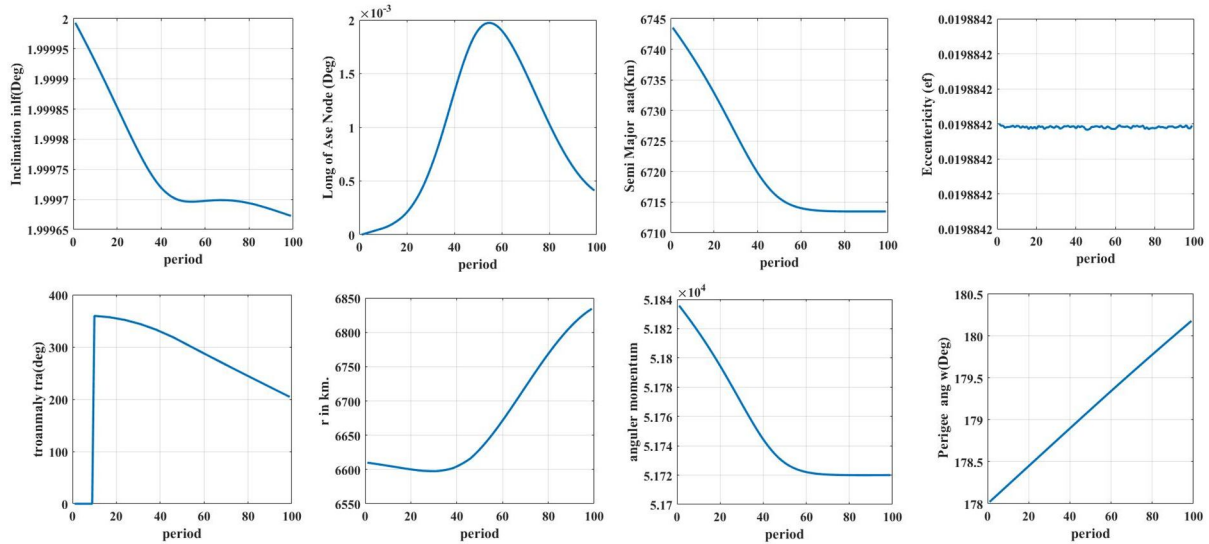 2
1.99995
1.9999
1.99985
1.9998
1.99975
1.9997
1.99965
Inclination inlf(Deg)
0 20 40 60 80 100
period
×10⁻³
2
1.5
1
0.5
0
Long of Asc Node (Deg)
0 20 40 60 80 100
period
6745
6740
6735
6730
6725
6720
6715
6710
Semi Major aaa(Km)
0 20 40 60 80 100
period
0.0198842
0.0198842
0.0198842
0.0198842
0.0198842
0.0198842
0.0198842
Eccentericity (ef)
0 20 40 60 80 100
period
400
300
200
100
0
troanmaly tra(deg)
0 20 40 60 80 100
period
6850
6800
6750
6700
6650
6600
6550
r in km.
0 20 40 60 80 100
period
×10⁴
5.184
5.182
5.18
5.178
5.176
5.174
5.172
5.17
anguler momentum
0 20 40 60 80 100
period
180.5
180
179.5
179
178.5
178
Perigee ang w(Deg)
0 20 40 60 80 100
period